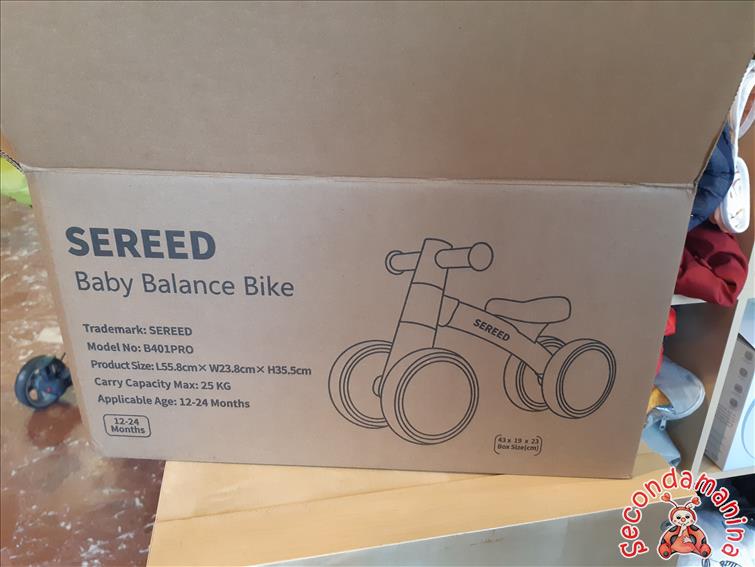 SEREED
Baby Balance Bike
Trademark: SEREED
Model No: B401PRO
Product Size: L55.8cm× W23.8cm× H35.5cm
Carry Capacity Max: 25 KG
Applicable Age: 12-24 Months
12-24
Months
SEREED
43 x 19 x 23
Box Size(cm)
secondamanina